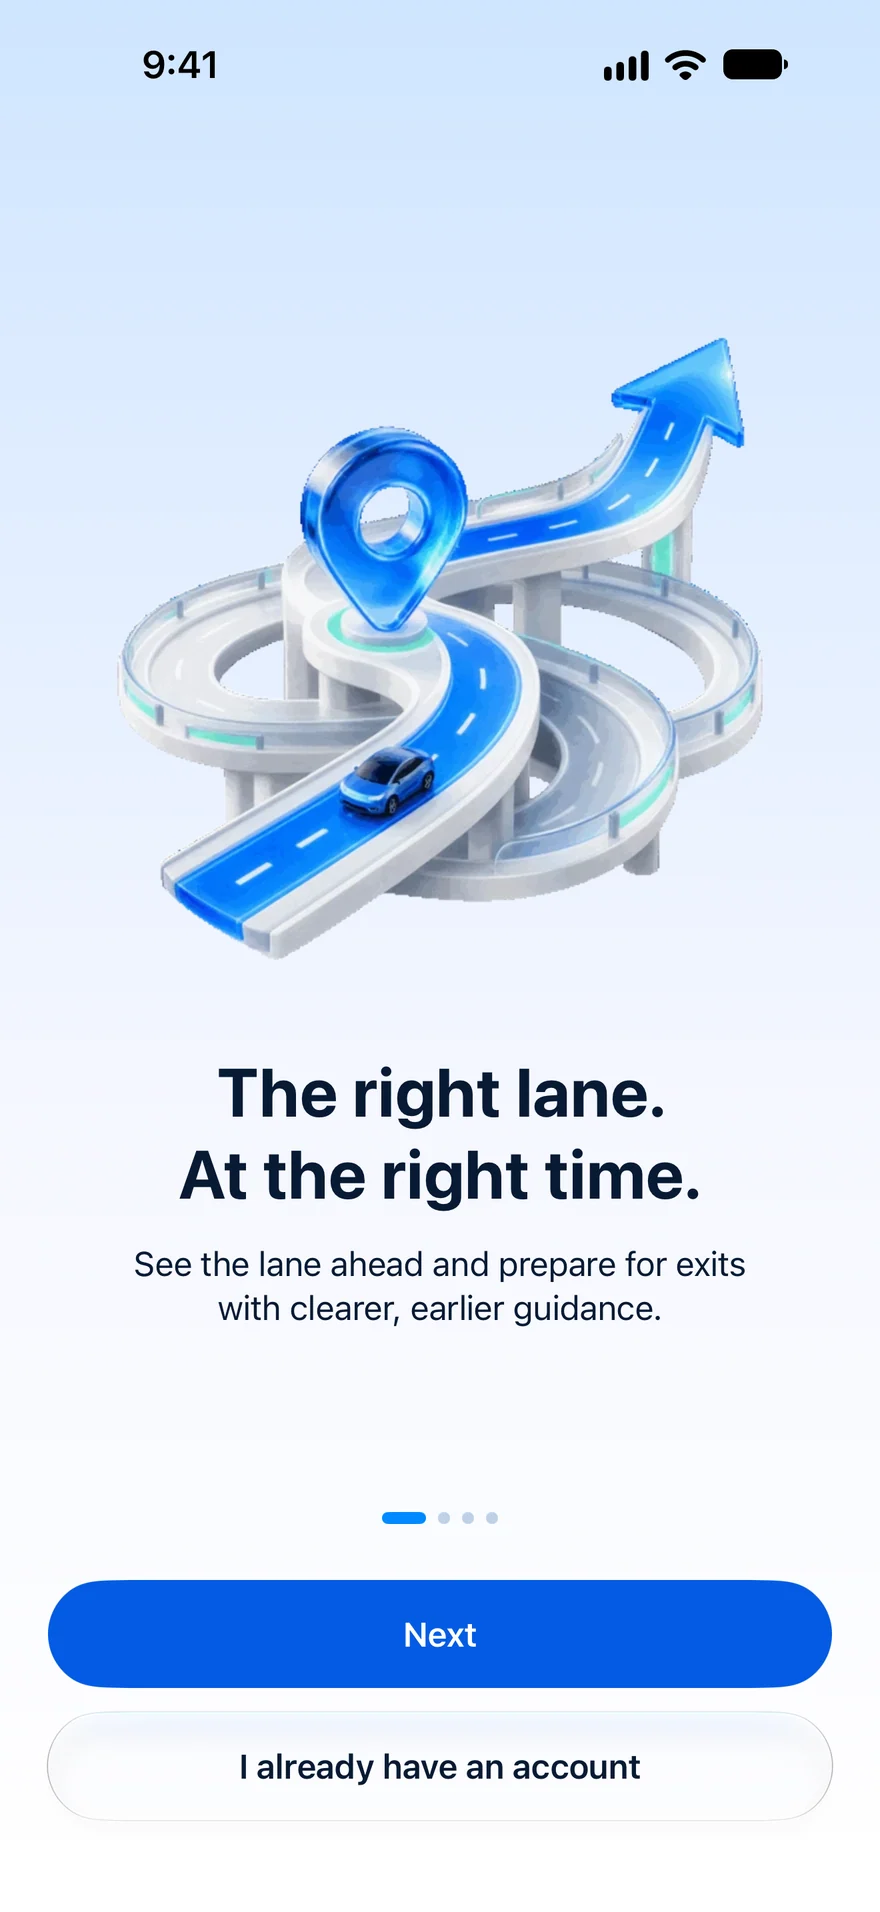 9:41
The right lane.
At the right time.
See the lane ahead and prepare for exits
with clearer, earlier guidance.
Next
I already have an account